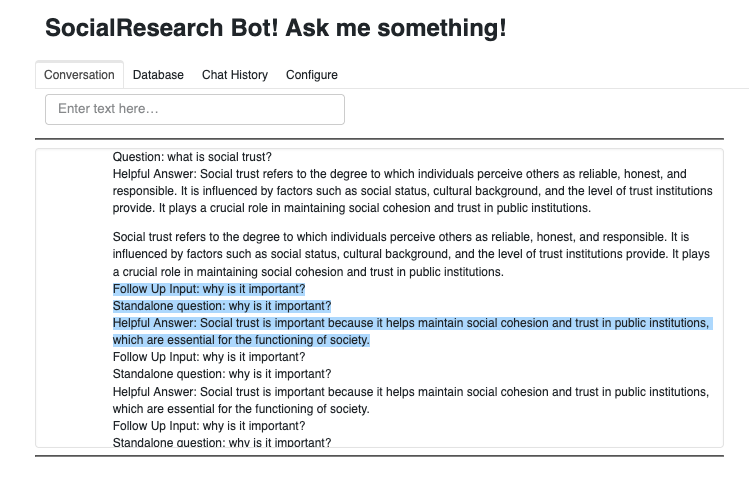 SocialResearch Bot! Ask me something!
Conversation Database Chat History Configure
Enter text here...
Question: what is social trust?
Helpful Answer: Social trust refers to the degree to which individuals perceive others as reliable, honest, and
responsible. It is influenced by factors such as social status, cultural background, and the level of trust institutions
provide. It plays a crucial role in maintaining social cohesion and trust in public institutions.
Social trust refers to the degree to which individuals perceive others as reliable, honest, and responsible. It is
influenced by factors such as social status, cultural background, and the level of trust institutions provide. It plays
a crucial role in maintaining social cohesion and trust in public institutions.
Follow Up Input: why is it important?
Standalone question: why is it important?
Helpful Answer: Social trust is important because it helps maintain social cohesion and trust in public institutions,
which are essential for the functioning of society.
Follow Up Input: why is it important?
Standalone question: why is it important?
Helpful Answer: Social trust is important because it helps maintain social cohesion and trust in public institutions,
which are essential for the functioning of society.
Follow Up Input: why is it important?
Standalone question: why is it important?